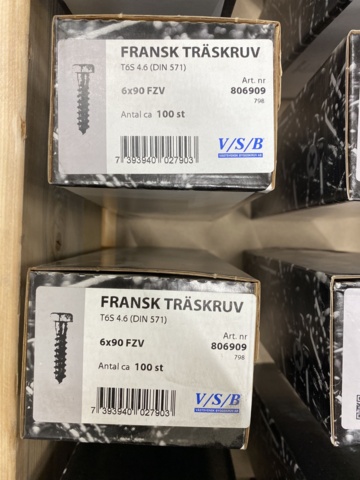 FRANSK TRÄSKRUV
T6S 4.6 (DIN 571)
Art. nr
6x90 FZV
806909
798
Antal ca 100 st
V/S/B
7 393940 027903
FRANSK TRÄSKRUV
T6S 4.6 (DIN 571)
Art. nr
6x90 FZV
806909
798
Antal ca 100 st
V/S/B
7 393940 027903